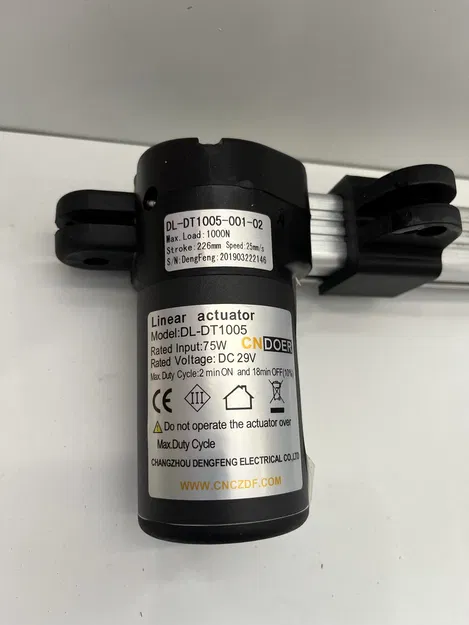 DL-DT1005-001-02
Max.Load:1000N
Stroke:226mm Speed:25mm/s
S/N:DengFeng:201903222146
Linear actuator
Model:DL-DT1005
Rated Input:75W CNDOER
Rated Voltage:DC 29V
Max.Duty Cycle:2 min ON and 18min OFF(10%)
CE III
Do not operate the actuator over
Max.Duty Cycle
CHANGZHOU DENGFENG ELECTRICAL CO.,LTD
WWW.CNCZDF.COM